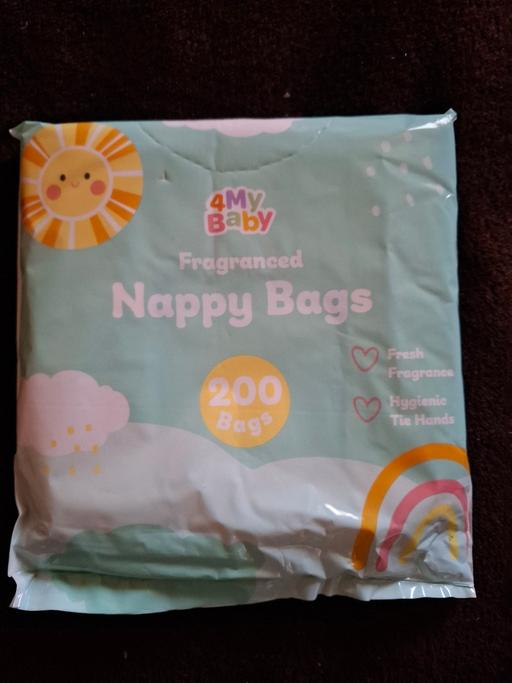 4My
Baby
Fragranced
Nappy Bags
200
Bags
Fresh
Fragrance
Hygienic
Tie Hands